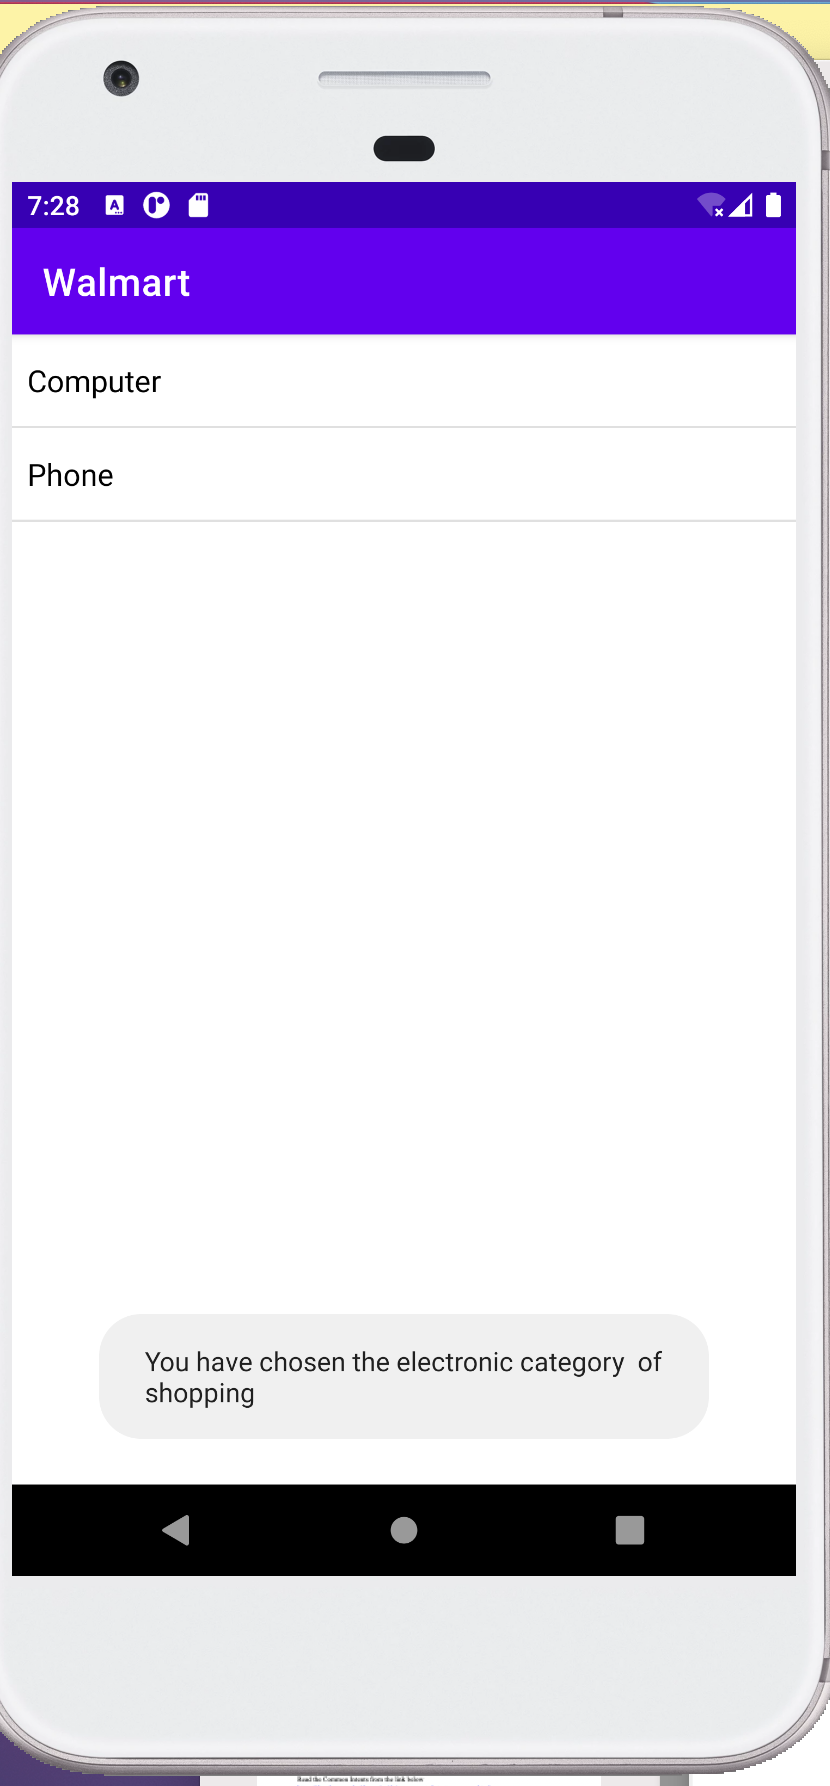 7:28
Walmart
Computer
Phone
You have chosen the electronic category  of
shopping
Read the Common Intents from the link below